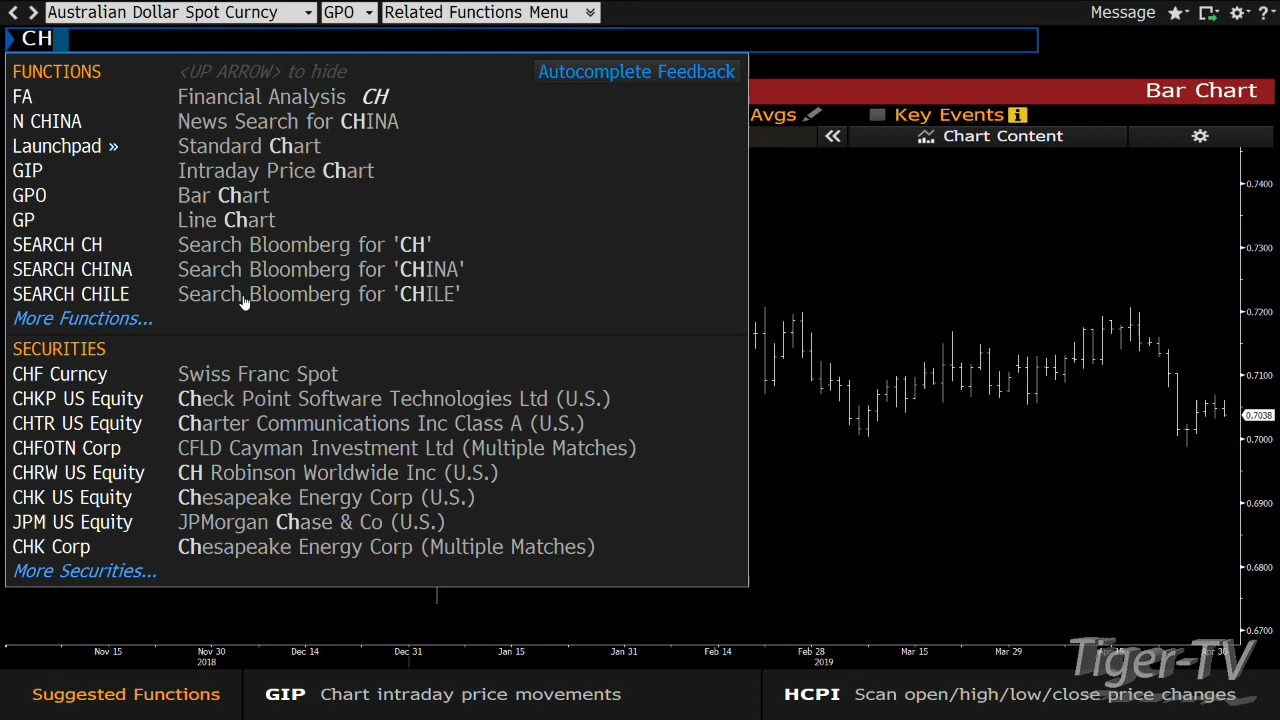 Australian Dollar Spot Curncy GPO Related Functions Menu Message
CH
FUNCTIONS <UP ARROW> to hide Autocomplete Feedback
FA Financial Analysis CH
N CHINA News Search for CHINA
Launchpad » Standard Chart
GIP Intraday Price Chart
GPO Bar Chart
GP Line Chart
SEARCH CH Search Bloomberg for 'CH'
SEARCH CHINA Search Bloomberg for 'CHINA'
SEARCH CHILE Search Bloomberg for 'CHILE'
More Functions...
SECURITIES
CHF Curncy Swiss Franc Spot
CHKP US Equity Check Point Software Technologies Ltd (U.S.)
CHTR US Equity Charter Communications Inc Class A (U.S.)
CHFOTN Corp CFLD Cayman Investment Ltd (Multiple Matches)
CHRW US Equity CH Robinson Worldwide Inc (U.S.)
CHK US Equity Chesapeake Energy Corp (U.S.)
JPM US Equity JPMorgan Chase & Co (U.S.)
CHK Corp Chesapeake Energy Corp (Multiple Matches)
More Securities...
Bar Chart
Avgs Key Events
Chart Content
0.7400
0.7300
0.7200
0.7100
0.7038
0.7000
0.6900
0.6800
0.6700
Nov 15 Nov 30 Dec 14 Dec 31 Jan 15 Jan 31 Feb 14 Feb 28 Mar 15 Mar 29 Apr 15 Apr 30
2018 2019
Tiger-TV
Suggested Functions GIP Chart intraday price movements HCPI Scan open/high/low/close price changes